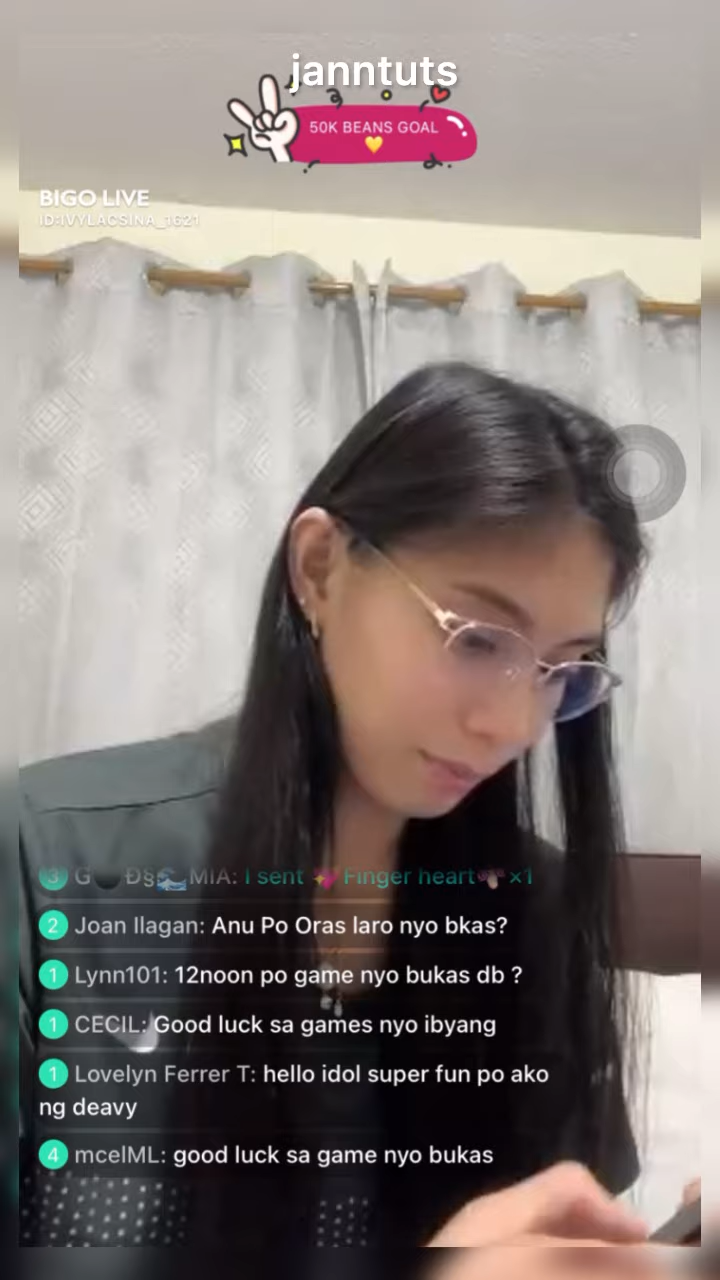 janntuts
50K BEANS GOAL
BIGO LIVE
ID:IVYLACSINA_1621
3 G MIA: I sent Finger heart ×1
2 Joan Ilagan: Anu Po Oras laro nyo bkas?
1 Lynn101: 12noon po game nyo bukas db ?
1 CECIL: Good luck sa games nyo ibyang
1 Lovelyn Ferrer T: hello idol super fun po ako
ng deavy
4 mcelML: good luck sa game nyo bukas